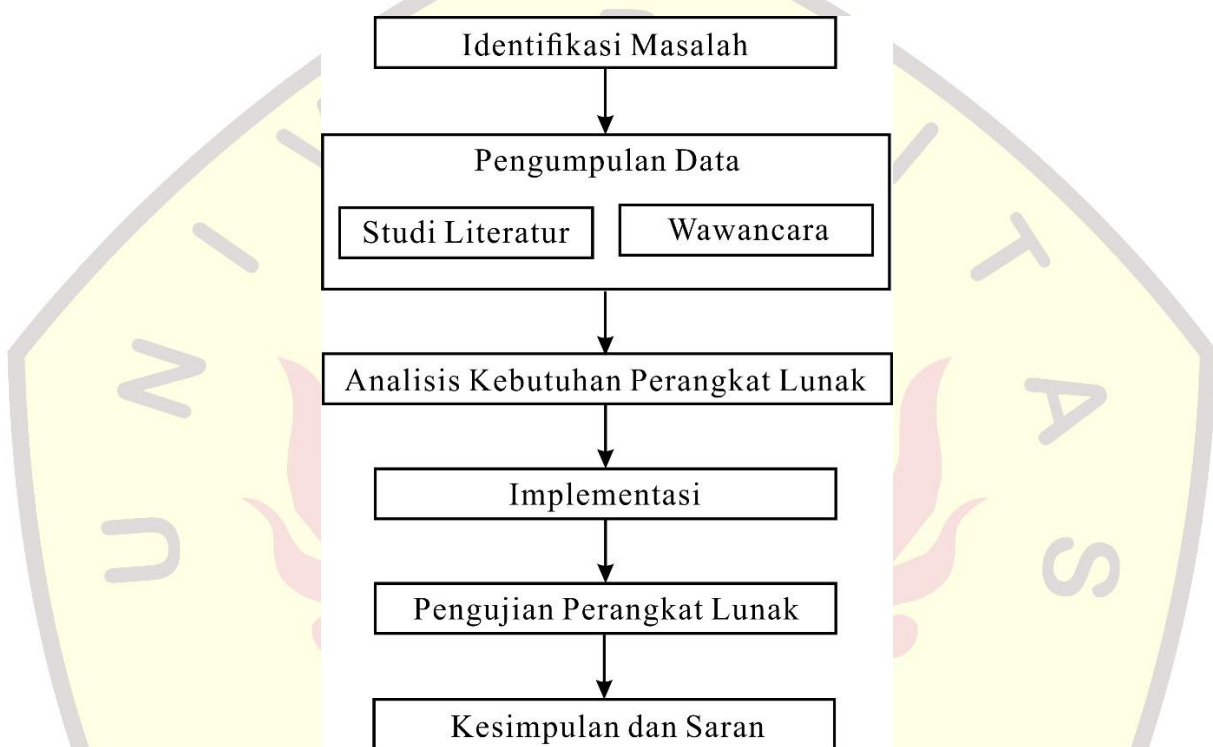 Identifikasi Masalah
Pengumpulan Data
Studi Literatur
Wawancara
Analisis Kebutuhan Perangkat Lunak
Implementasi
Pengujian Perangkat Lunak
Kesimpulan dan Saran